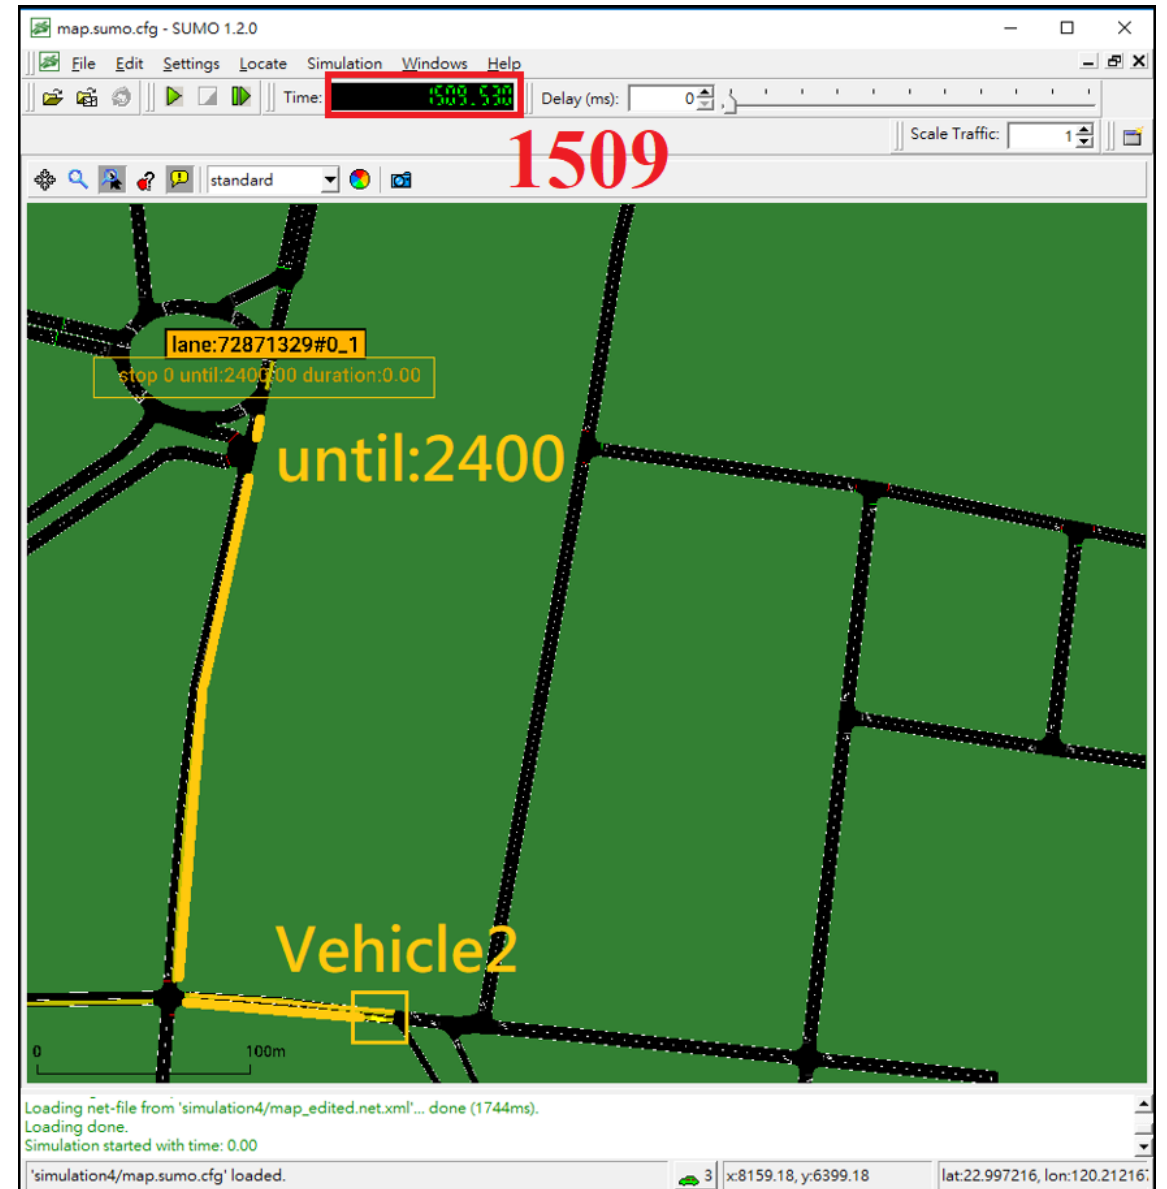 map.sumo.cfg - SUMO 1.2.0
File Edit Settings Locate Simulation Windows Help
Time: 1509.530 Delay (ms): 0
Scale Traffic: 1
1509
standard
lane:72871329#0_1
stop 0 until:2400.00 duration:0.00
until:2400
Vehicle2
0 100m
Loading net-file from 'simulation4/map_edited.net.xml'... done (1744ms).
Loading done.
Simulation started with time: 0.00
'simulation4/map.sumo.cfg' loaded. 3 x:8159.18, y:6399.18 lat:22.997216, lon:120.212167